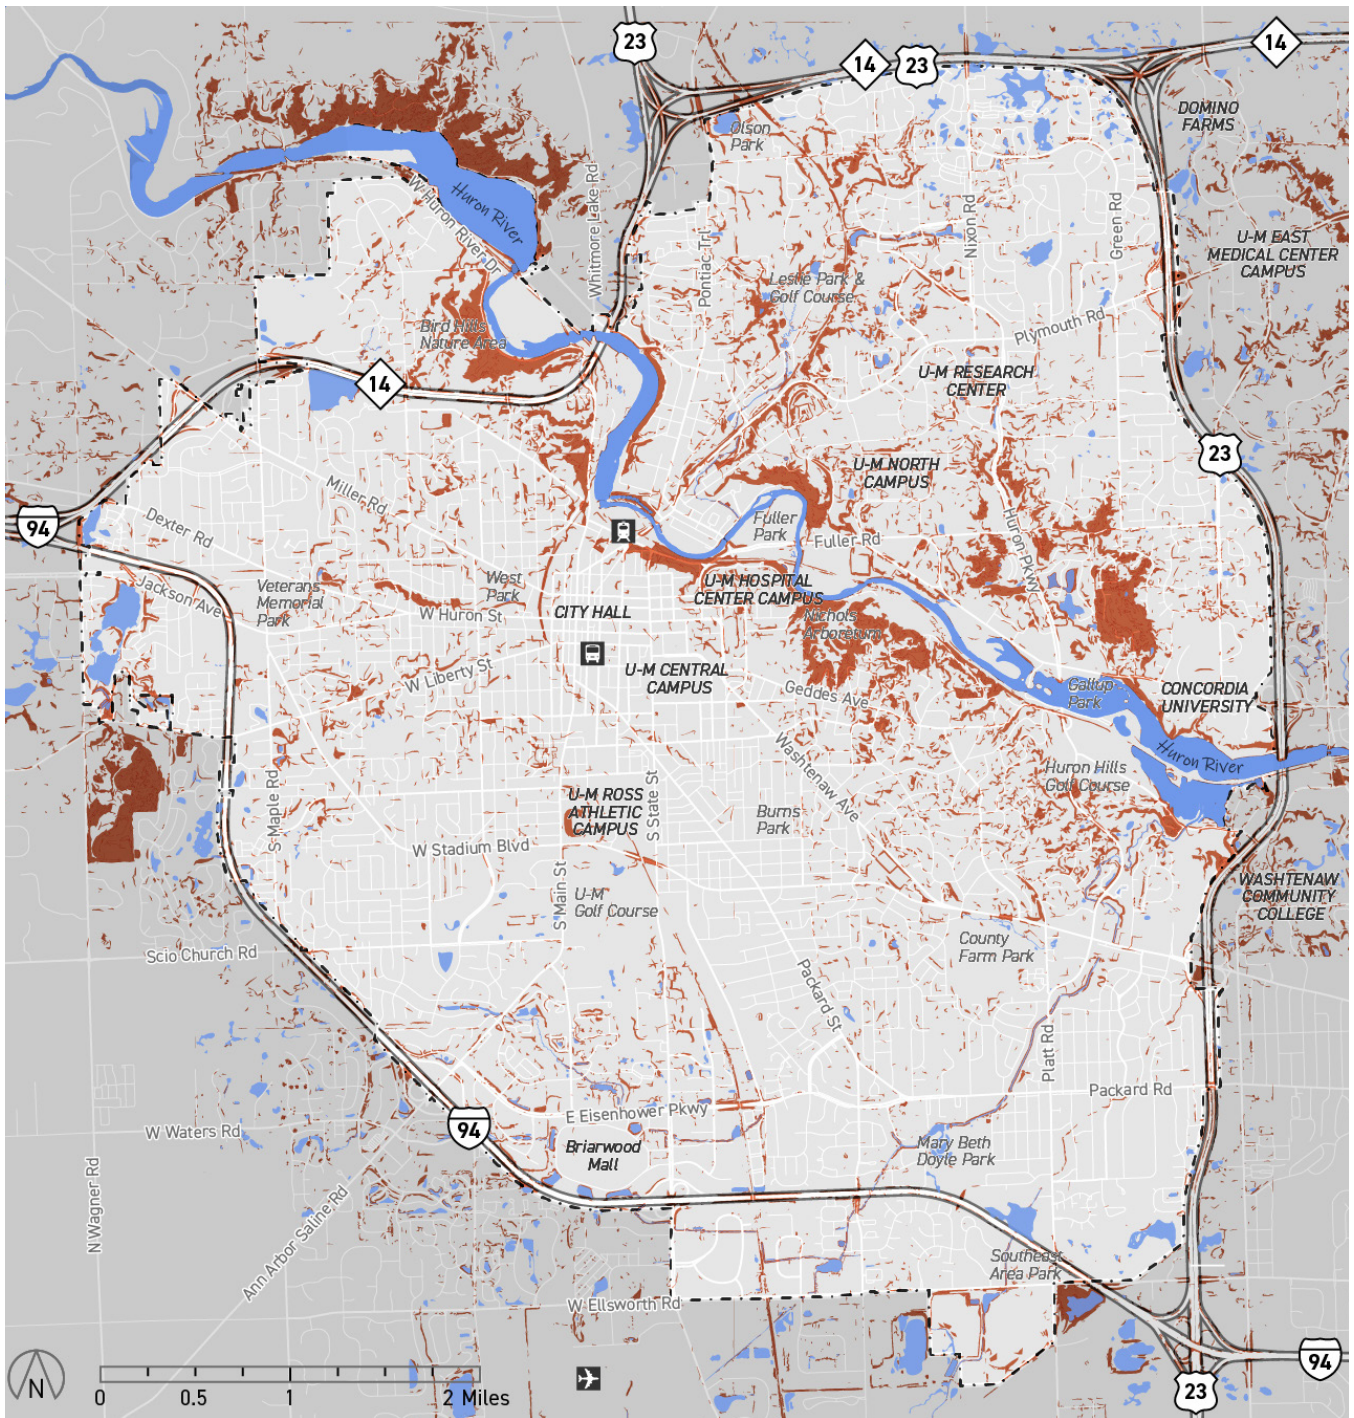 23
14
14
23
DOMINO
FARMS
Olson
Park
Huron River
W Huron River Dr
Whitmore Lake Rd
Pontiac Trl
Nixon Rd
Green Rd
U-M EAST
MEDICAL CENTER
CAMPUS
Leslie Park &
Golf Course
Bird Hills
Nature Area
Plymouth Rd
14
U-M RESEARCH
CENTER
23
U-M NORTH
CAMPUS
Miller Rd
94
Dexter Rd
Fuller
Park
Fuller Rd
Huron Pkwy
Jackson Ave
Veterans
Memorial
Park
West
Park
W Huron St
CITY HALL
U-M HOSPITAL
CENTER CAMPUS
Nichols
Arboretum
W Liberty St
U-M CENTRAL
CAMPUS
Geddes Ave
Gallup
Park
CONCORDIA
UNIVERSITY
Huron River
Washtenaw Ave
Huron Hills
Golf Course
S Maple Rd
U-M ROSS
ATHLETIC
CAMPUS
S State St
Burns
Park
W Stadium Blvd
S Main St
U-M
Golf Course
WASHTENAW
COMMUNITY
COLLEGE
County
Farm Park
Scio Church Rd
Packard St
Platt Rd
Packard Rd
E Eisenhower Pkwy
W Waters Rd
94
Briarwood
Mall
Mary Beth
Doyle Park
N Wagner Rd
Ann Arbor Saline Rd
Southeast
Area Park
W Ellsworth Rd
N
0 0.5 1 2 Miles
94
23